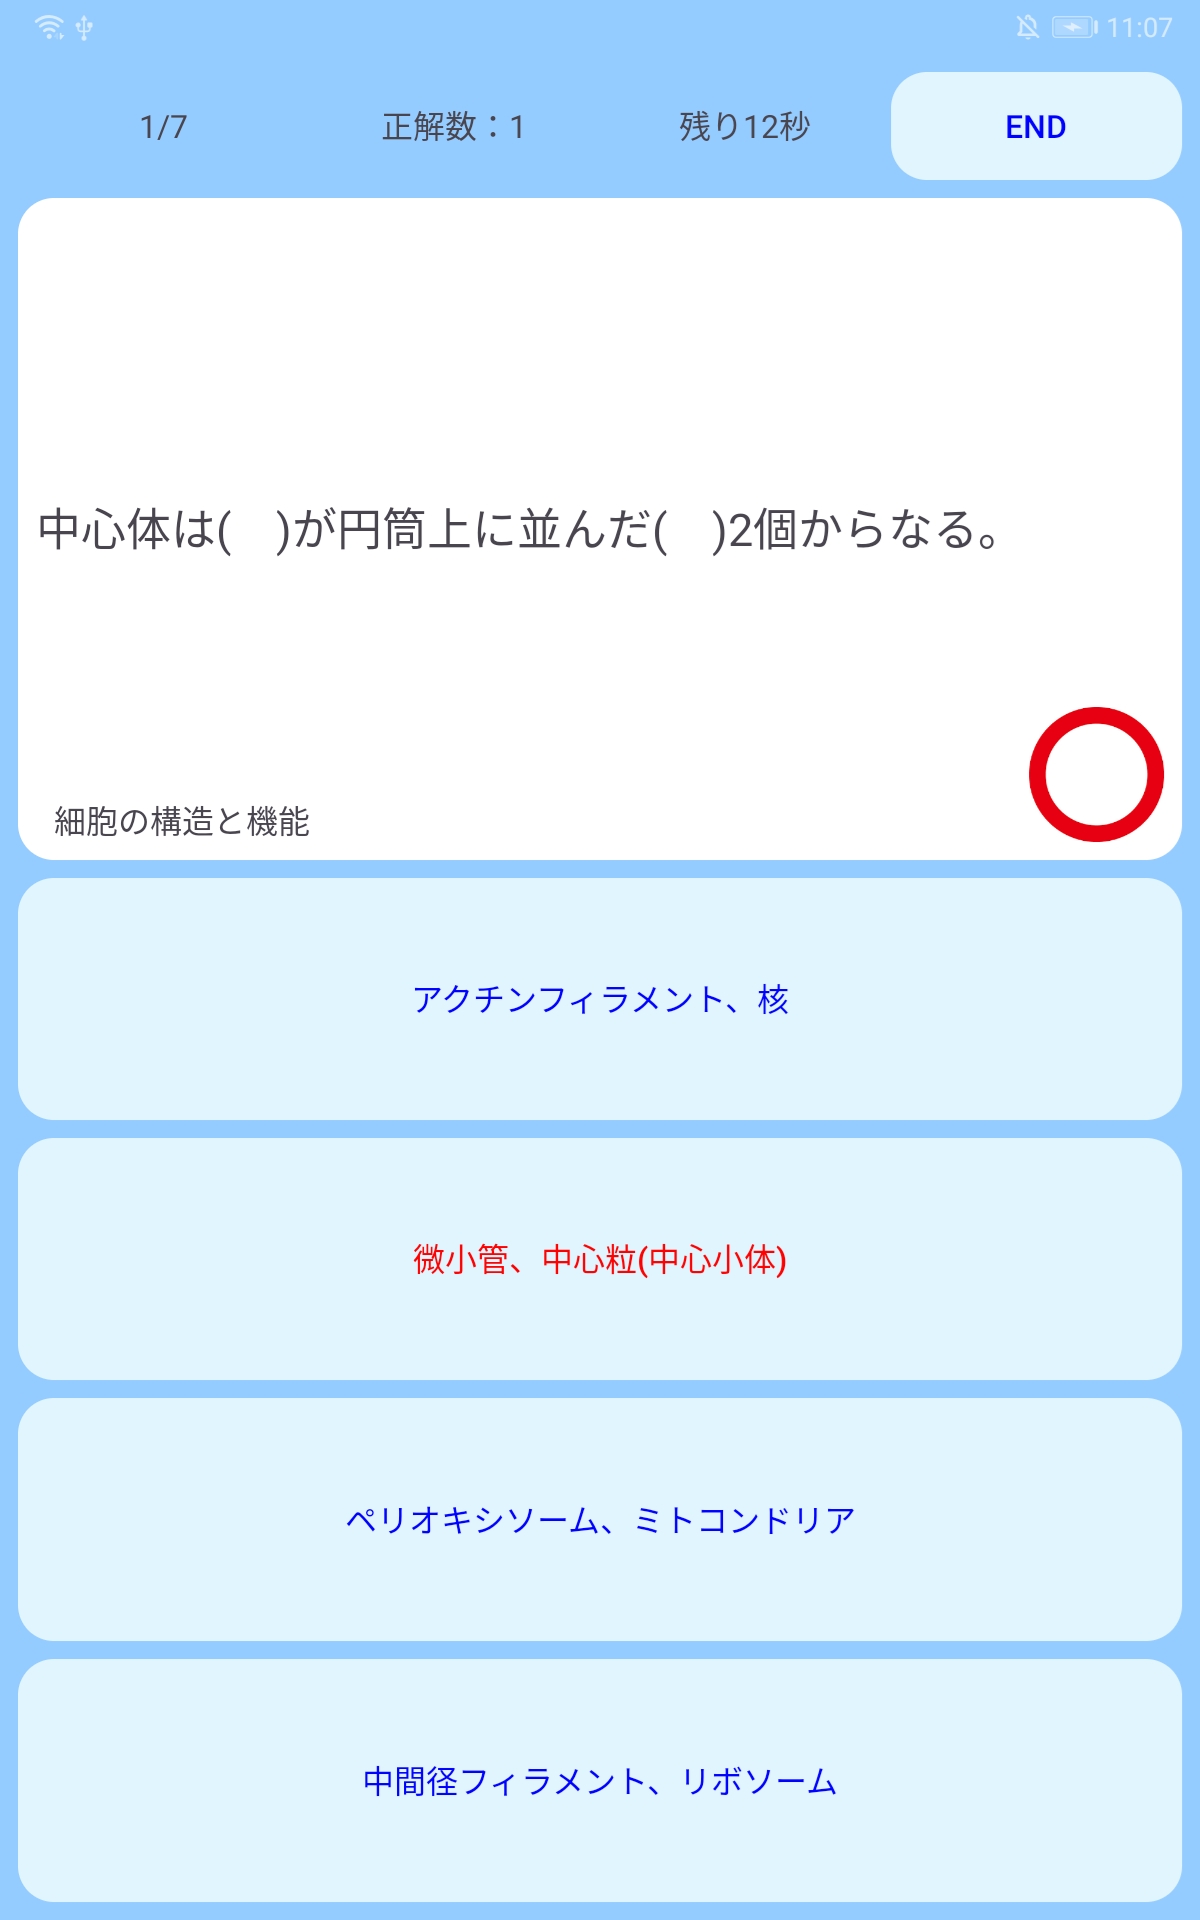 11:07
1/7
正解数：1
残り12秒
END
中心体は(　)が円筒上に並んだ(　)2個からなる。
細胞の構造と機能
アクチンフィラメント、核
微小管、中心粒(中心小体)
ペリオキシソーム、ミトコンドリア
中間径フィラメント、リボソーム